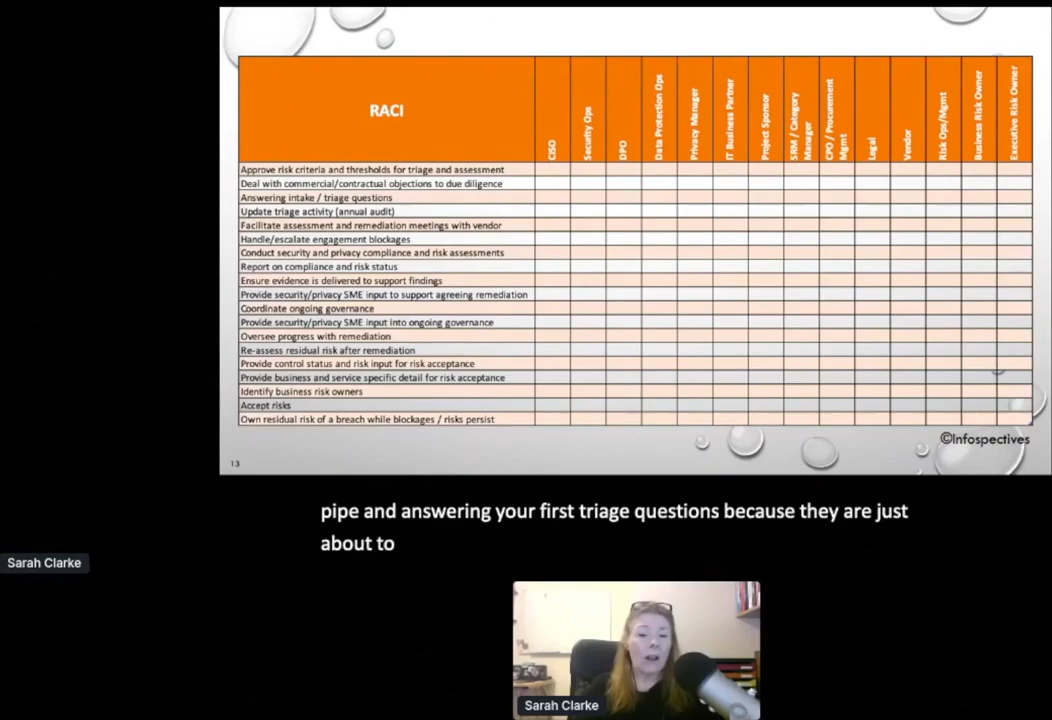 RACI
CISO
Security Ops
DPO
Data Protection Ops
Privacy Manager
IT Business Partner
Project Sponsor
SRM / Category
Manager
CPO / Procurement
Mgmt
Legal
Vendor
Risk Ops/Mgmt
Business Risk Owner
Executive Risk Owner
Approve risk criteria and thresholds for triage and assessment
Deal with commercial/contractual objections to due diligence
Answering intake / triage questions
Update triage activity (annual audit)
Facilitate assessment and remediation meetings with vendor
Handle/escalate engagement blockages
Conduct security and privacy compliance and risk assessments
Report on compliance and risk status
Ensure evidence is delivered to support findings
Provide security/privacy SME input to support agreeing remediation
Coordinate ongoing governance
Provide security/privacy SME input into ongoing governance
Oversee progress with remediation
Re-assess residual risk after remediation
Provide control status and risk input for risk acceptance
Provide business and service specific detail for risk acceptance
Identify business risk owners
Accept risks
Own residual risk of a breach while blockages / risks persist
©Infospectives
13
pipe and answering your first triage questions because they are just
about to
Sarah Clarke
Sarah Clarke